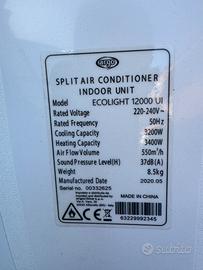 argo
SPLIT AIR CONDITIONER
INDOOR UNIT
Model ECOLIGHT 12000 UI
Rated Voltage 220-240V~
Rated Frequency 50Hz
Cooling Capacity 3200W
Heating Capacity 3400W
Air Flow Volume 550m³/h
Sound Pressure Level(H) 37dB(A)
Weight 8.5kg
Manufactured Date 2020.05
Serial No: 00332625
MADE IN CHINA
63229992345
Subito